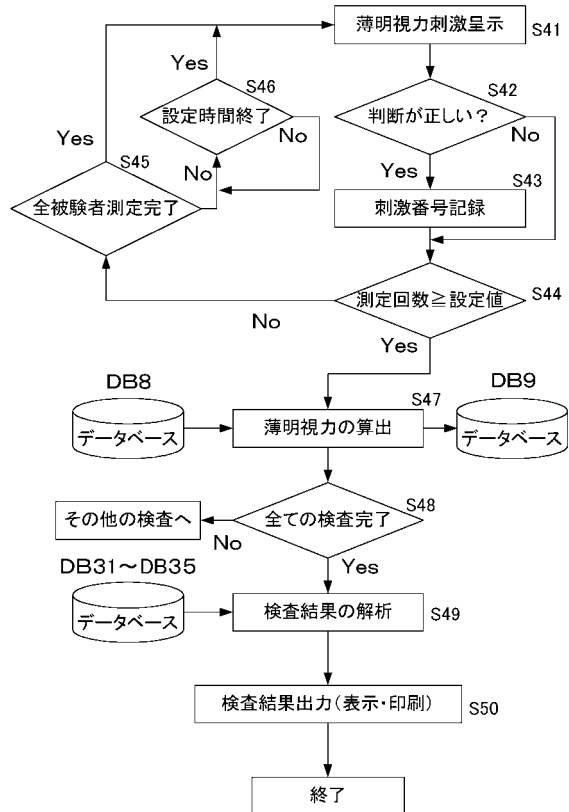 薄明視力刺激呈示
S41
Yes
S46
S42
設定時間終了
判断が正しい?
No
No
Yes
S45
No
Yes
S43
全被験者測定完了
刺激番号記録
測定回数≧設定値
S44
No
Yes
DB8
DB9
S47
データベース
薄明視力の算出
データベース
S48
その他の検査へ
全ての検査完了
No
DB31~DB35
Yes
データベース
検査結果の解析
S49
検査結果出力(表示・印刷)
S50
終了